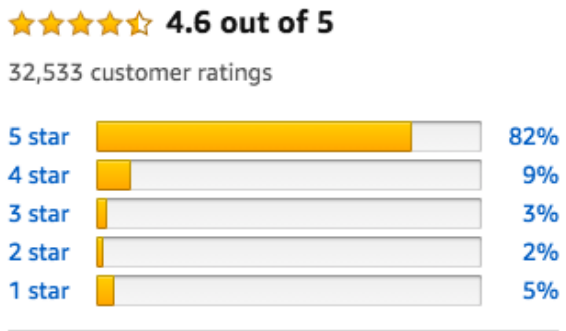 4.6 out of 5
32,533 customer ratings
5 star 82%
4 star 9%
3 star 3%
2 star 2%
1 star 5%